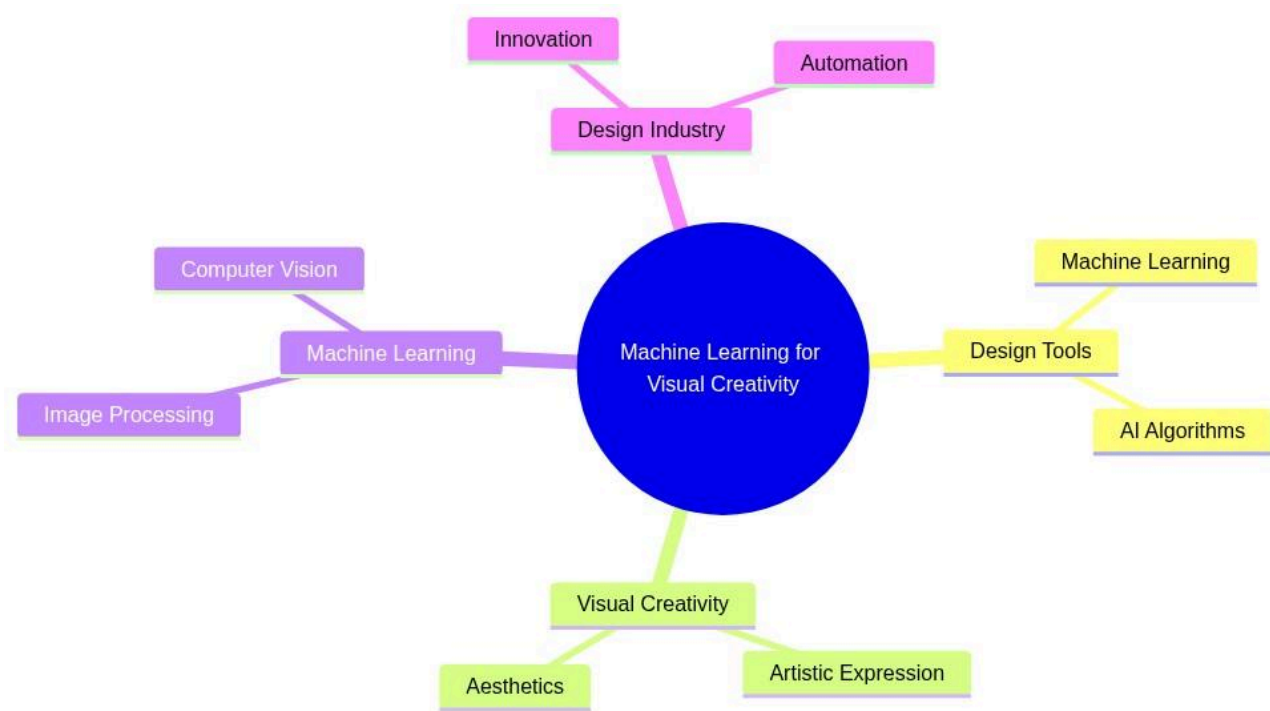 Innovation
Automation
Design Industry
Computer Vision
Machine Learning
Machine Learning
Image Processing
Machine Learning for
Visual Creativity
Design Tools
AI Algorithms
Visual Creativity
Aesthetics
Artistic Expression